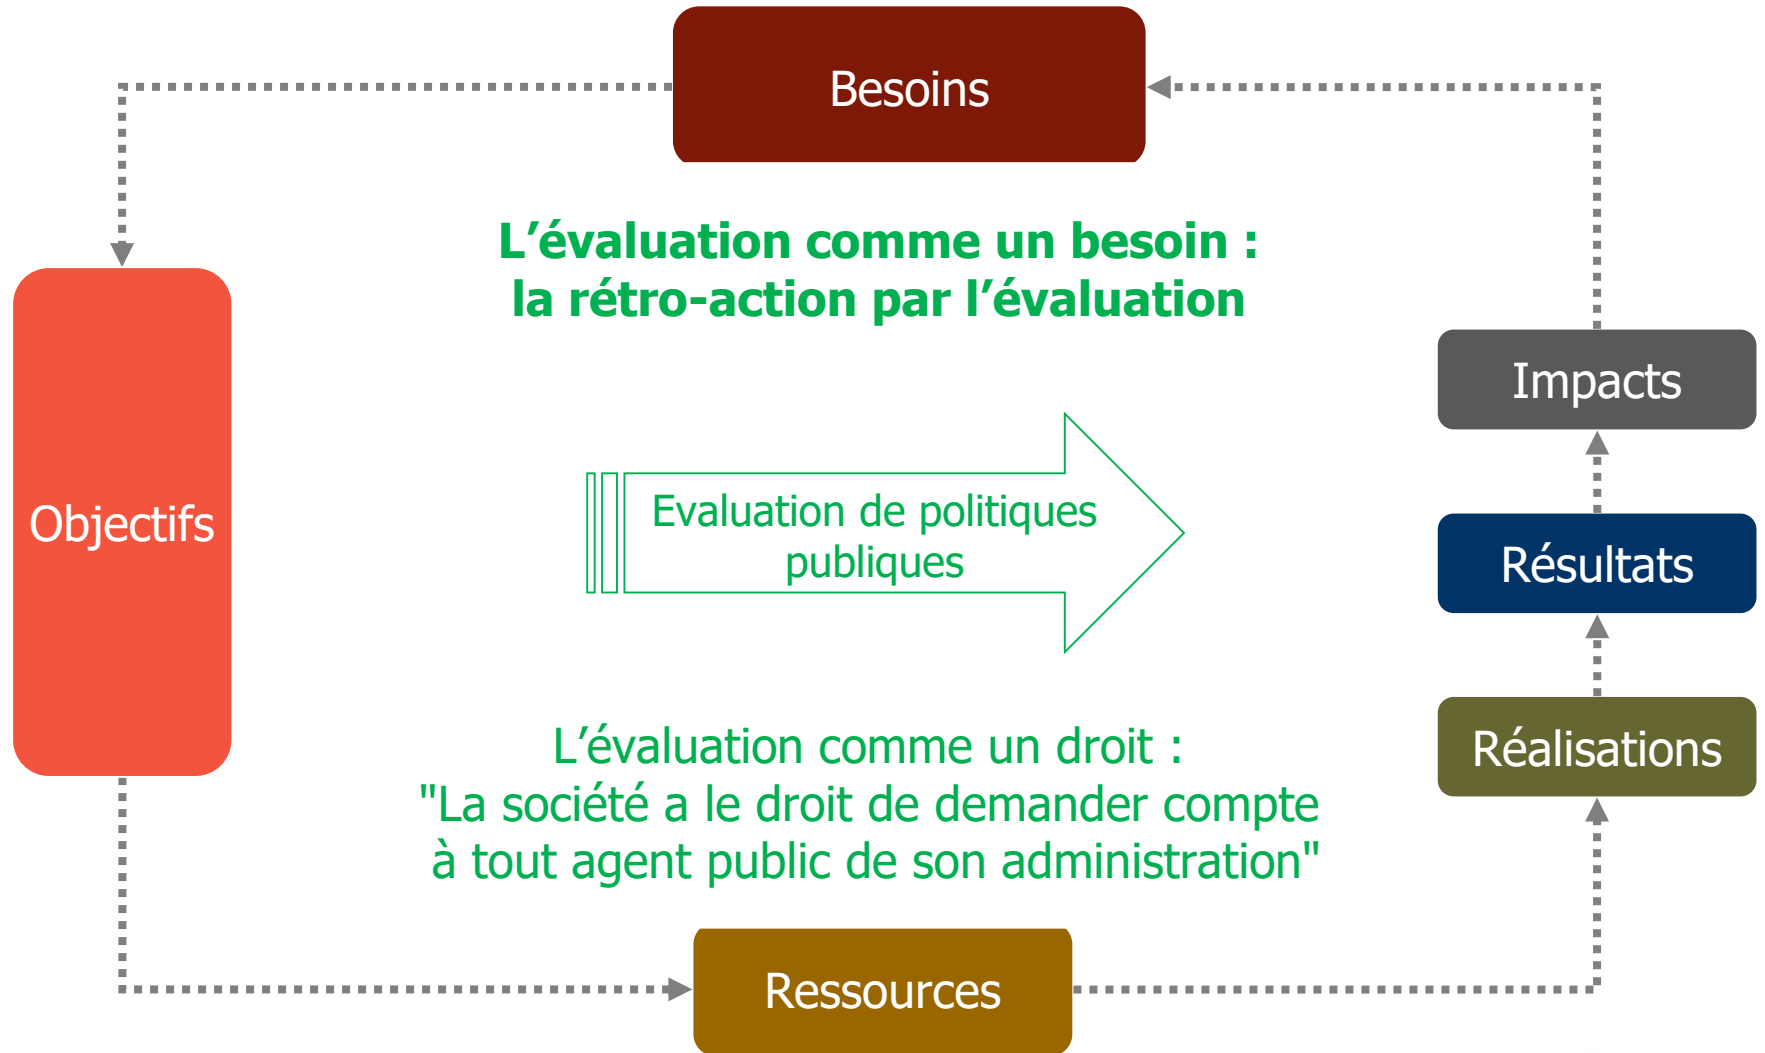 Besoins
L’évaluation comme un besoin :
la rétro-action par l’évaluation
Objectifs
Evaluation de politiques
publiques
Impacts
Résultats
Réalisations
L’évaluation comme un droit :
"La société a le droit de demander compte
à tout agent public de son administration"
Ressources